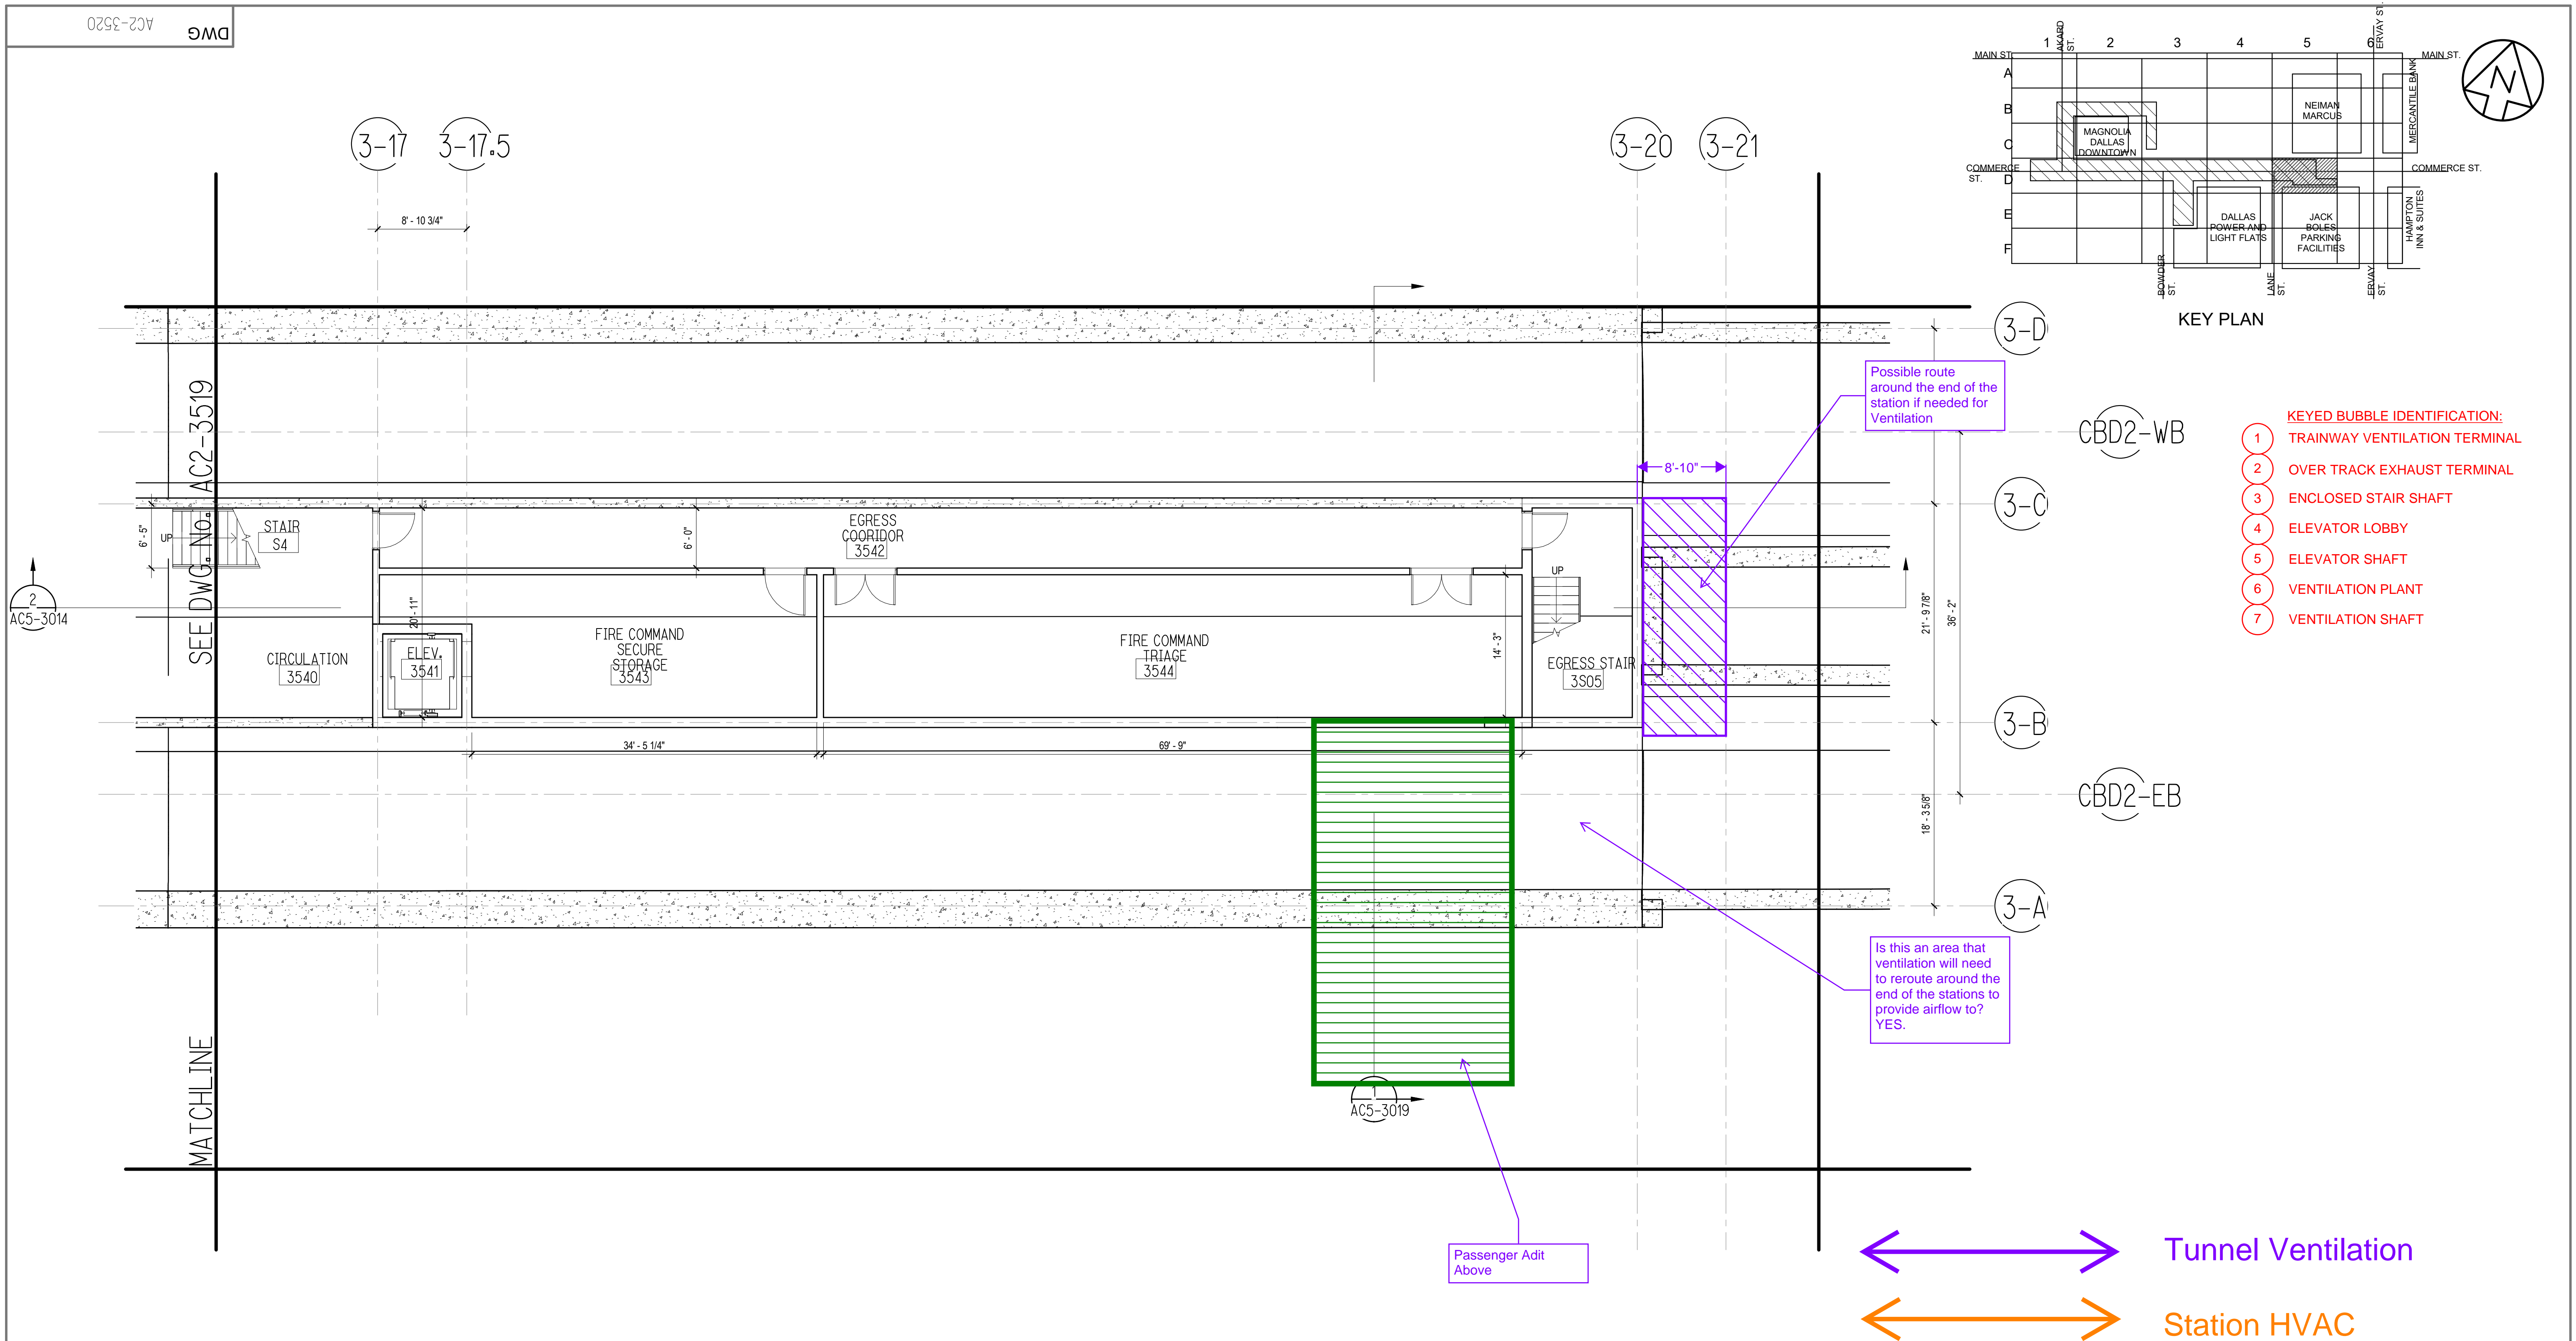 DWG
AC2-3520
1
2
3
4
5
6
AKARD
ST.
ERVAY ST.
MAIN ST.
MAIN ST.
A
B
C
D
E
F
NEIMAN
MARCUS
MERCANTILE BANK
MAGNOLIA
DALLAS
DOWNTOWN
COMMERCE
ST.
COMMERCE ST.
DALLAS
POWER AND
LIGHT FLATS
JACK
BOLES
PARKING
FACILITIES
HAMPTON
INN & SUITES
BOWDER
ST.
LANE
ST.
ERVAY
ST.
N
KEY PLAN
3-17
3-17.5
3-20
3-21
8' - 10 3/4"
3-D
CBD2-WB
3-C
3-B
CBD2-EB
3-A
SEE DWG. No. AC2-3519
MATCHLINE
Possible route
around the end of the
station if needed for
Ventilation
8'-10"
KEYED BUBBLE IDENTIFICATION:
1 TRAINWAY VENTILATION TERMINAL
2 OVER TRACK EXHAUST TERMINAL
3 ENCLOSED STAIR SHAFT
4 ELEVATOR LOBBY
5 ELEVATOR SHAFT
6 VENTILATION PLANT
7 VENTILATION SHAFT
6' - 5"
UP
STAIR
S4
6' - 0"
EGRESS
COORIDOR
3542
UP
2
AC5-3014
20' - 11"
CIRCULATION
3540
ELEV.
3541
FIRE COMMAND
SECURE
STORAGE
3543
FIRE COMMAND
TRIAGE
3544
14' - 3"
EGRESS STAIR
3S05
21' - 9 7/8"
36' - 2"
34' - 5 1/4"
69' - 9"
18' - 3 5/8"
Is this an area that
ventilation will need
to reroute around the
end of the stations to
provide airflow to?
YES.
1
AC5-3019
Passenger Adit
Above
Tunnel Ventilation
Station HVAC